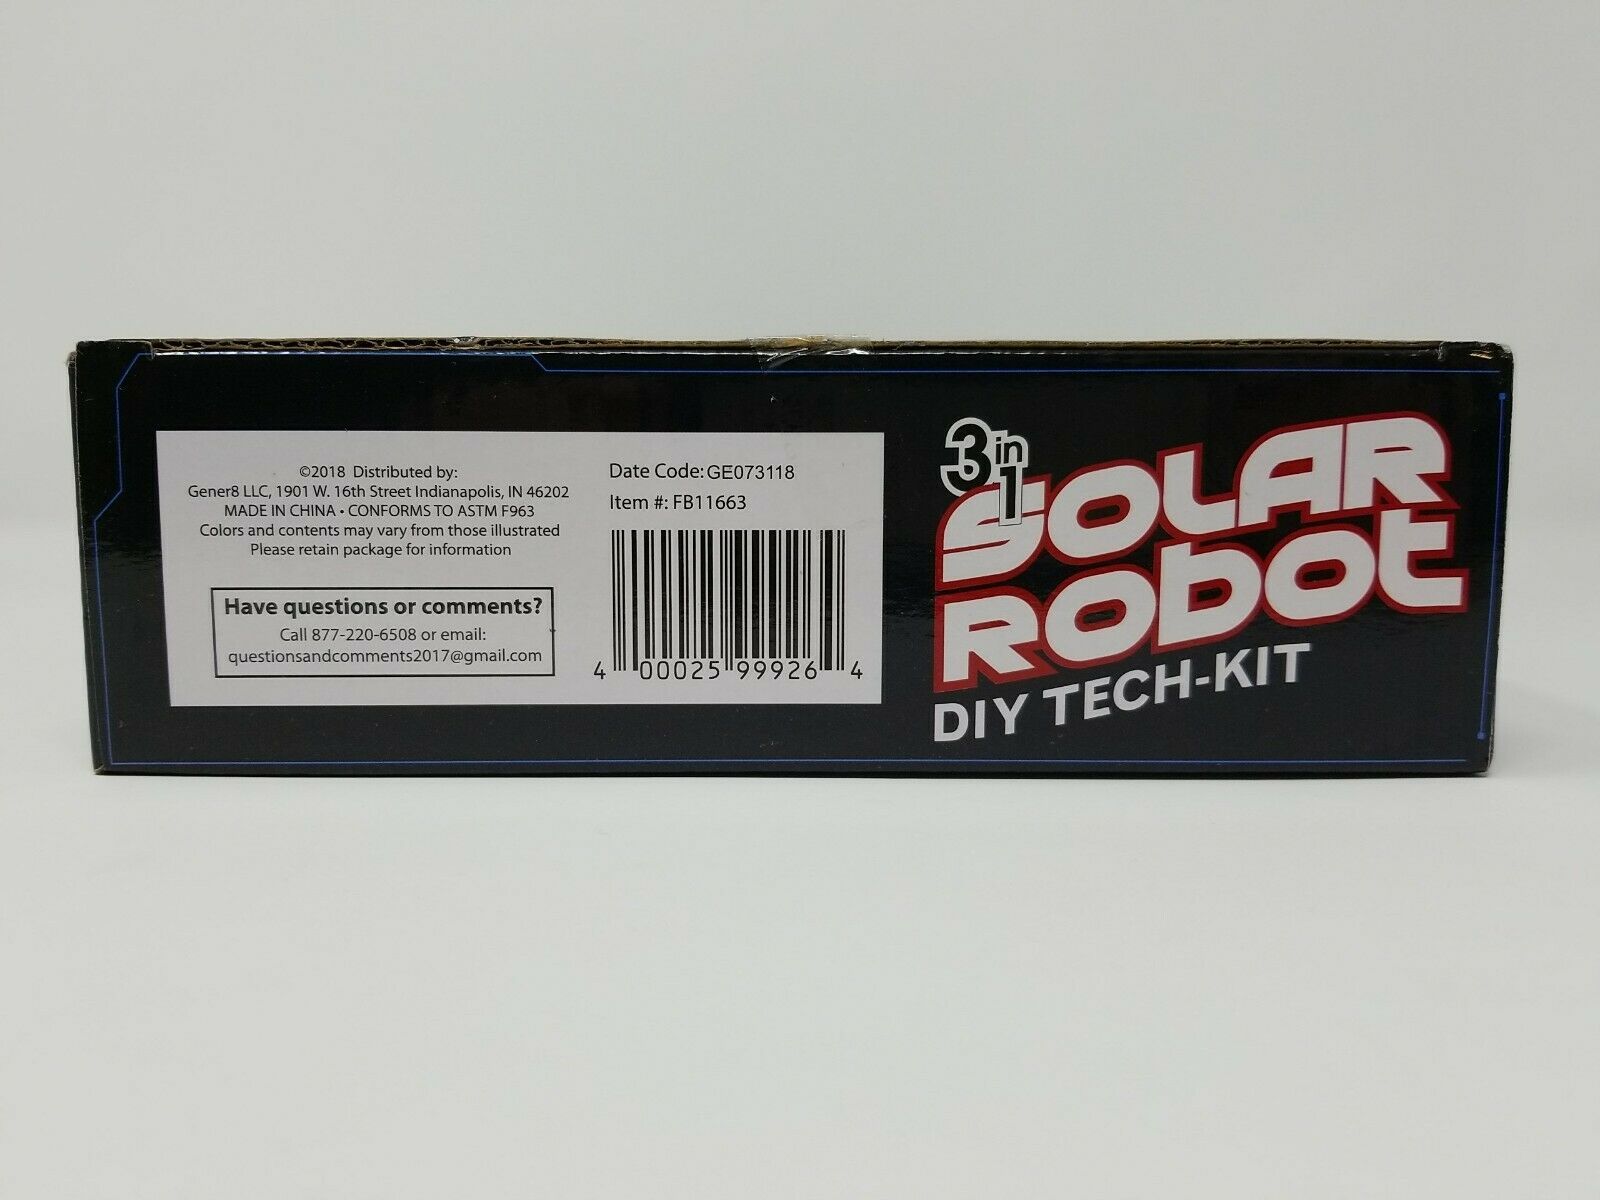 ©2018 Distributed by:
Gener8 LLC, 1901 W. 16th Street Indianapolis, IN 46202
MADE IN CHINA • CONFORMS TO ASTM F963
Colors and contents may vary from those illustrated
Please retain package for information
Have questions or comments?
Call 877-220-6508 or email:
questionsandcomments2017@gmail.com
Date Code: GE073118
Item #: FB11663
4 00025 99926 4
3 in 1
SOLAR
ROBOT
DIY TECH-KIT